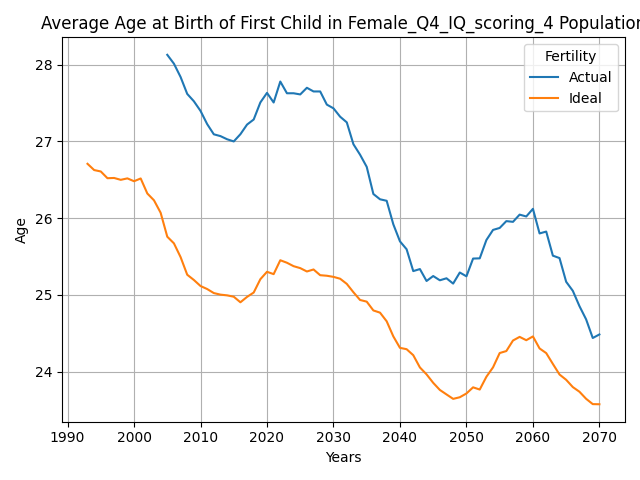 Average Age at Birth of First Child in Female_Q4_IQ_scoring_4 Population
Fertility
Actual
Ideal
28
27
26
25
24
Age
1990
2000
2010
2020
2030
2040
2050
2060
2070
Years